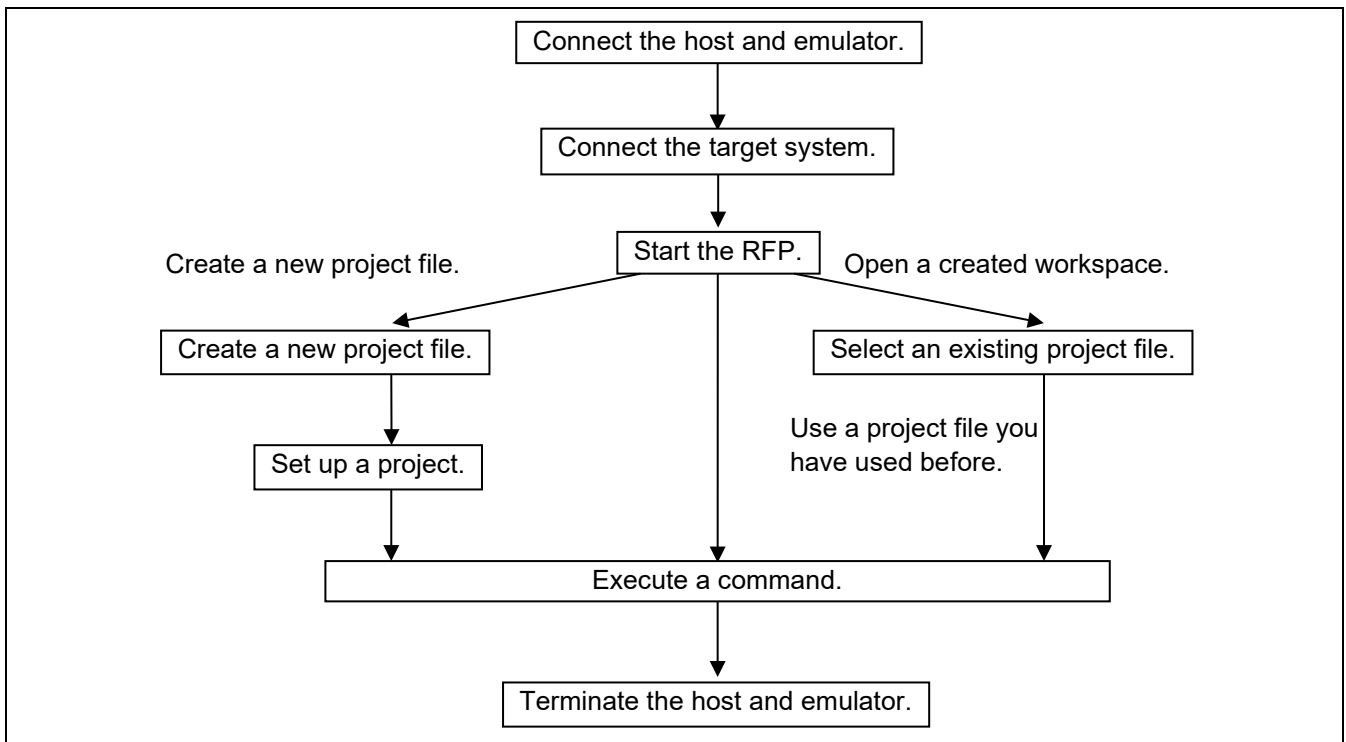 Connect the host and emulator.
Connect the target system.
Start the RFP.
Create a new project file.
Open a created workspace.
Create a new project file.
Select an existing project file.
Use a project file you
have used before.
Set up a project.
Execute a command.
Terminate the host and emulator.